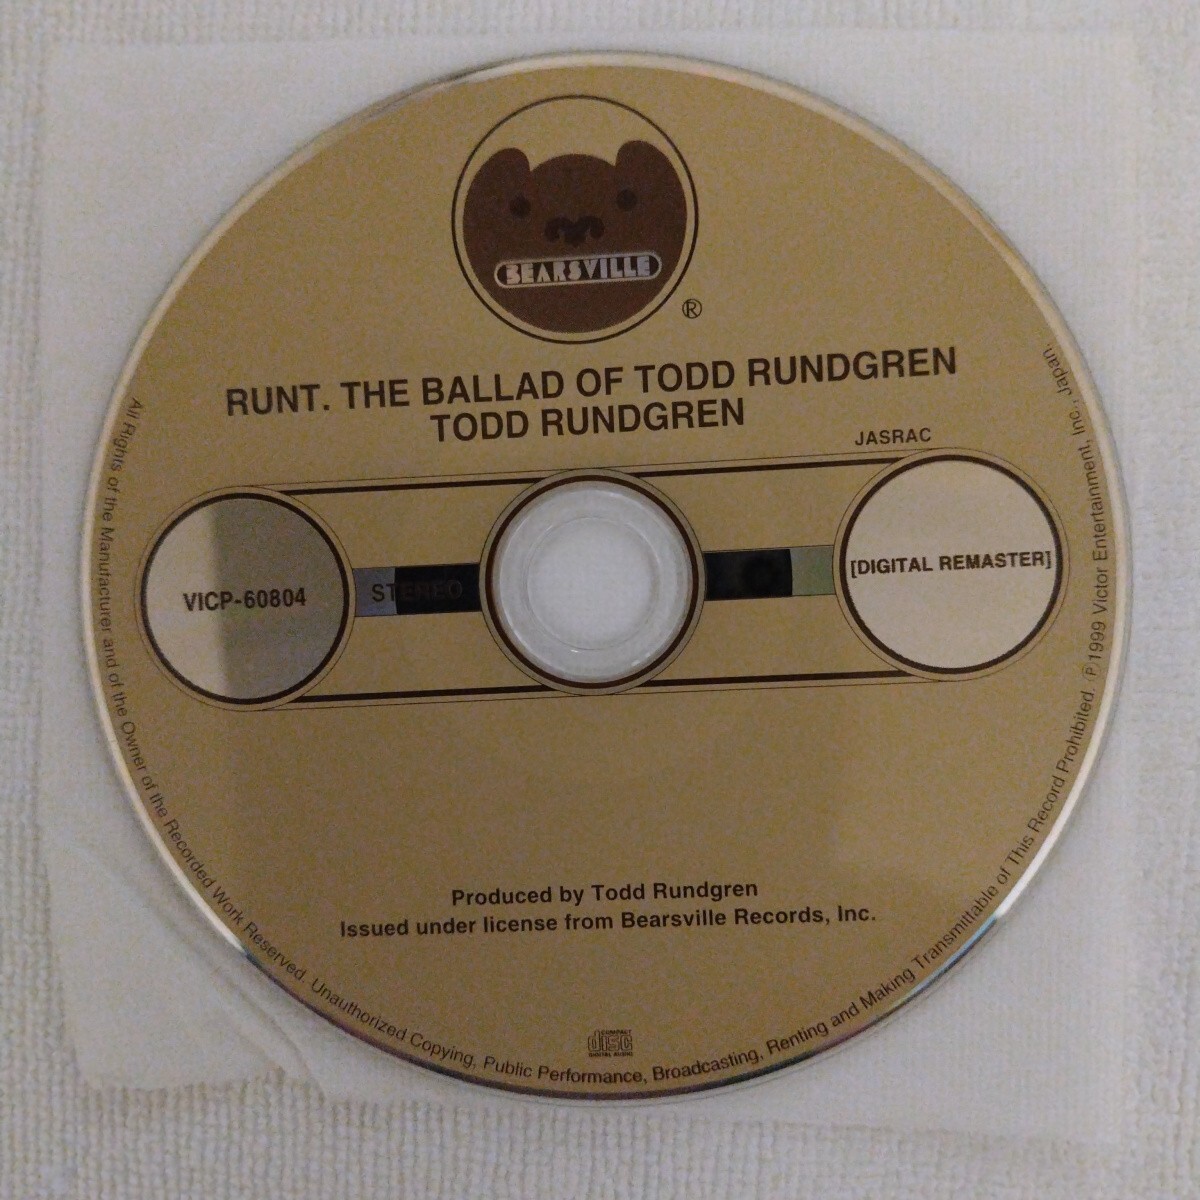 BEARSVILLE
®
RUNT. THE BALLAD OF TODD RUNDGREN
TODD RUNDGREN
JASRAC
VICP-60804
STEREO
[DIGITAL REMASTER]
Produced by Todd Rundgren
Issued under license from Bearsville Records, Inc.
COMPACT
disc
DIGITAL AUDIO
All Rights of the Manufacturer and of the Owner of the Recorded Work Reserved. Unauthorized Copying, Public Performance, Broadcasting, Renting and Making Transmittable of This Record Prohibited. ℗1999 Victor Entertainment, Inc., Japan.